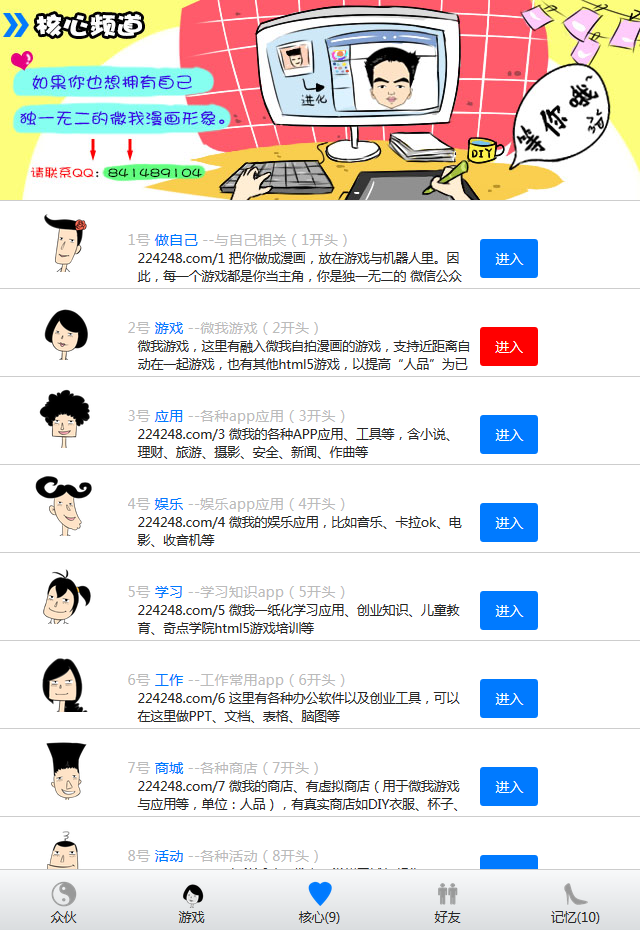 核心频道
如果你也想拥有自己
独一无二的微我漫画形象。
请联系QQ：841489104
进化
等你哦~
DIY
1号 做自己 --与自己相关（1开头）
224248.com/1 把你做成漫画，放在游戏与机器人里。因
此，每一个游戏都是你当主角，你是独一无二的 微信公众
进入
2号 游戏 --微我游戏（2开头）
微我游戏，这里有融入微我自拍漫画的游戏，支持近距离自
动在一起游戏，也有其他html5游戏，以提高“人品”为已
进入
3号 应用 --各种app应用（3开头）
224248.com/3 微我的各种APP应用、工具等，含小说、
理财、旅游、摄影、安全、新闻、作曲等
进入
4号 娱乐 --娱乐app应用（4开头）
224248.com/4 微我的娱乐应用，比如音乐、卡拉ok、电
影、收音机等
进入
5号 学习 --学习知识app（5开头）
224248.com/5 微我一纸化学习应用、创业知识、儿童教
育、奇点学院html5游戏培训等
进入
6号 工作 --工作常用app（6开头）
224248.com/6 这里有各种办公软件以及创业工具，可以
在这里做PPT、文档、表格、脑图等
进入
7号 商城 --各种商店（7开头）
224248.com/7 微我的商店、有虚拟商店（用于微我游戏
与应用等，单位：人品），有真实商店如DIY衣服、杯子、
进入
8号 活动 --各种活动（8开头）
众伙
游戏
核心(9)
好友
记忆(10)